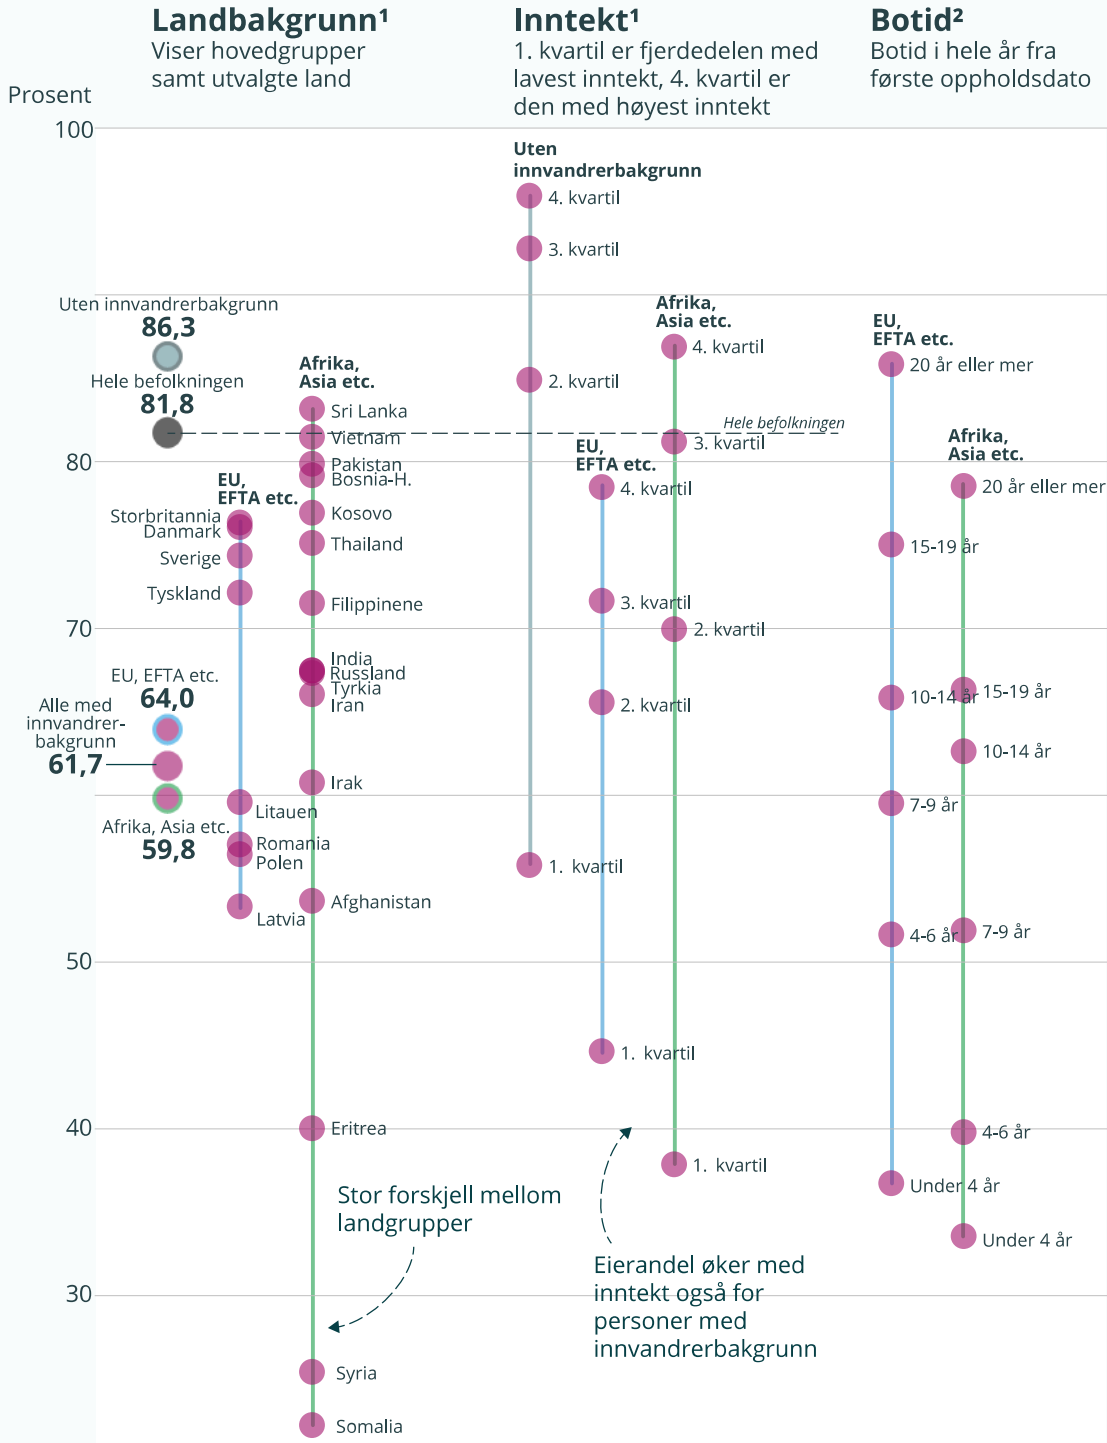 Landbakgrunn¹
Viser hovedgrupper
samt utvalgte land
Inntekt¹
1. kvartil er fjerdedelen med
lavest inntekt, 4. kvartil er
den med høyest inntekt
Botid²
Botid i hele år fra
første oppholdsdato
Prosent
100
80
70
50
40
30
Uten innvandrerbakgrunn
86,3
Hele befolkningen
81,8
EU, EFTA etc.
64,0
Alle med
innvandrer-
bakgrunn
61,7
Afrika, Asia etc.
59,8
EU,
EFTA etc.
Storbritannia
Danmark
Sverige
Tyskland
Litauen
Romania
Polen
Latvia
Afrika,
Asia etc.
Sri Lanka
Vietnam
Pakistan
Bosnia-H.
Kosovo
Thailand
Filippinene
India
Russland
Tyrkia
Iran
Irak
Afghanistan
Eritrea
Syria
Somalia
Stor forskjell mellom
landgrupper
Uten
innvandrerbakgrunn
4. kvartil
3. kvartil
2. kvartil
1. kvartil
EU,
EFTA etc.
4. kvartil
3. kvartil
2. kvartil
1. kvartil
Afrika,
Asia etc.
4. kvartil
3. kvartil
2. kvartil
1. kvartil
Hele befolkningen
Eierandel øker med
inntekt også for
personer med
innvandrerbakgrunn
EU,
EFTA etc.
20 år eller mer
15-19 år
10-14 år
7-9 år
4-6 år
Under 4 år
Afrika,
Asia etc.
20 år eller mer
15-19 år
10-14 år
7-9 år
4-6 år
Under 4 år